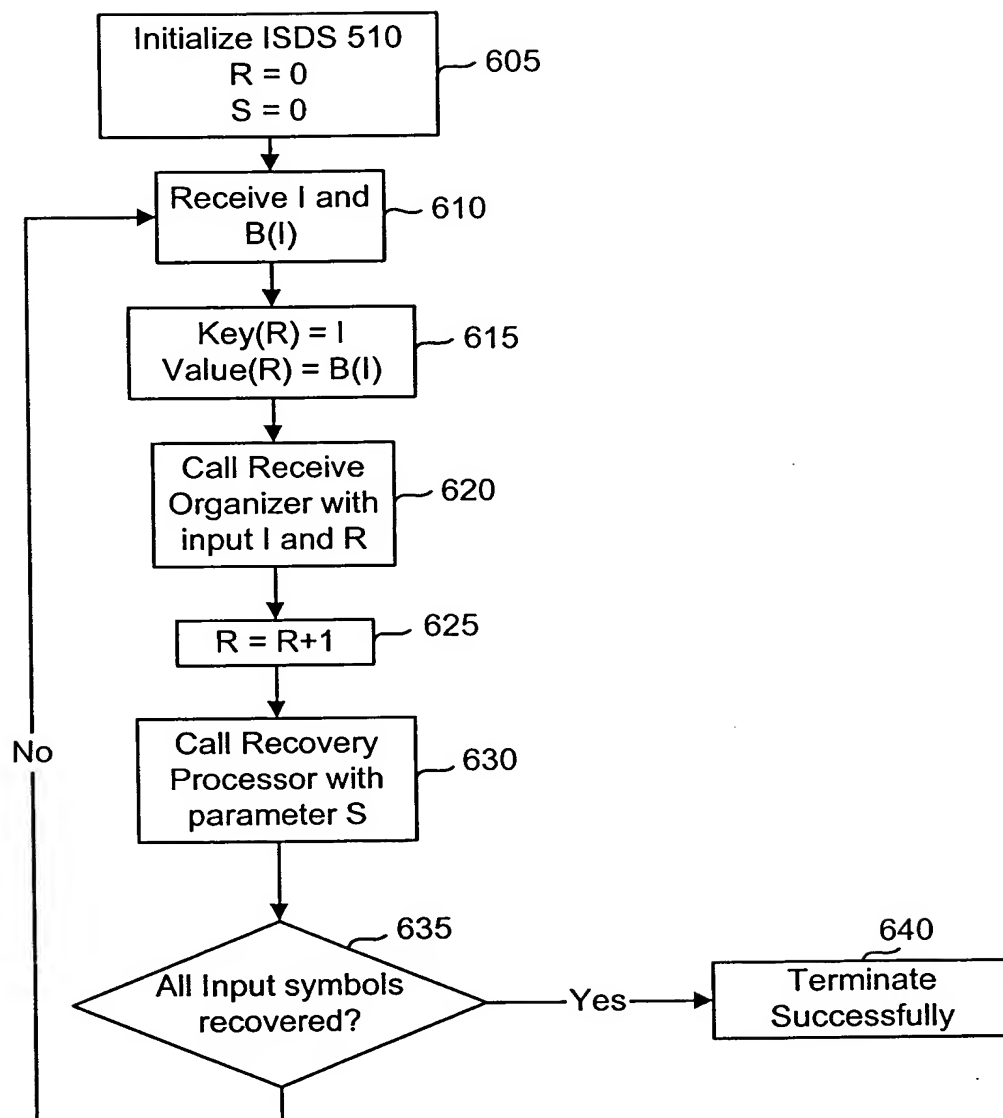 Initialize ISDS 510
R = 0
S = 0
605
Receive I and
B(I)
610
Key(R) = I
Value(R) = B(I)
615
Call Receive
Organizer with
input I and R
620
R = R+1
625
Call Recovery
Processor with
parameter S
630
No
635
All Input symbols
recovered?
Yes
640
Terminate
Successfully